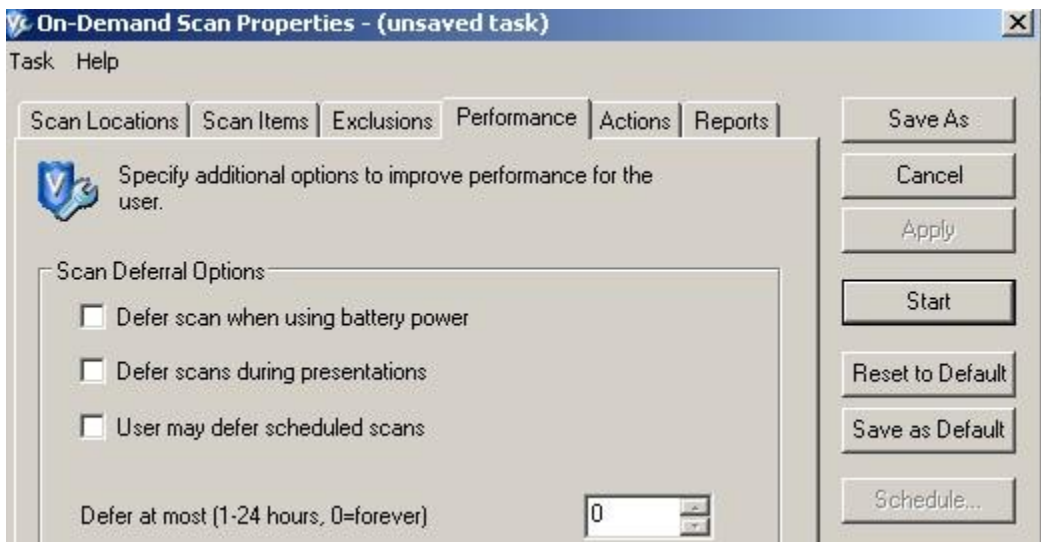 On-Demand Scan Properties - (unsaved task)
Task Help
Scan Locations Scan Items Exclusions Performance Actions Reports
Save As
Specify additional options to improve performance for the
user.
Cancel
Apply
Scan Deferral Options
Defer scan when using battery power
Start
Defer scans during presentations
Reset to Default
User may defer scheduled scans
Save as Default
Defer at most (1-24 hours, 0=forever) 0
Schedule...